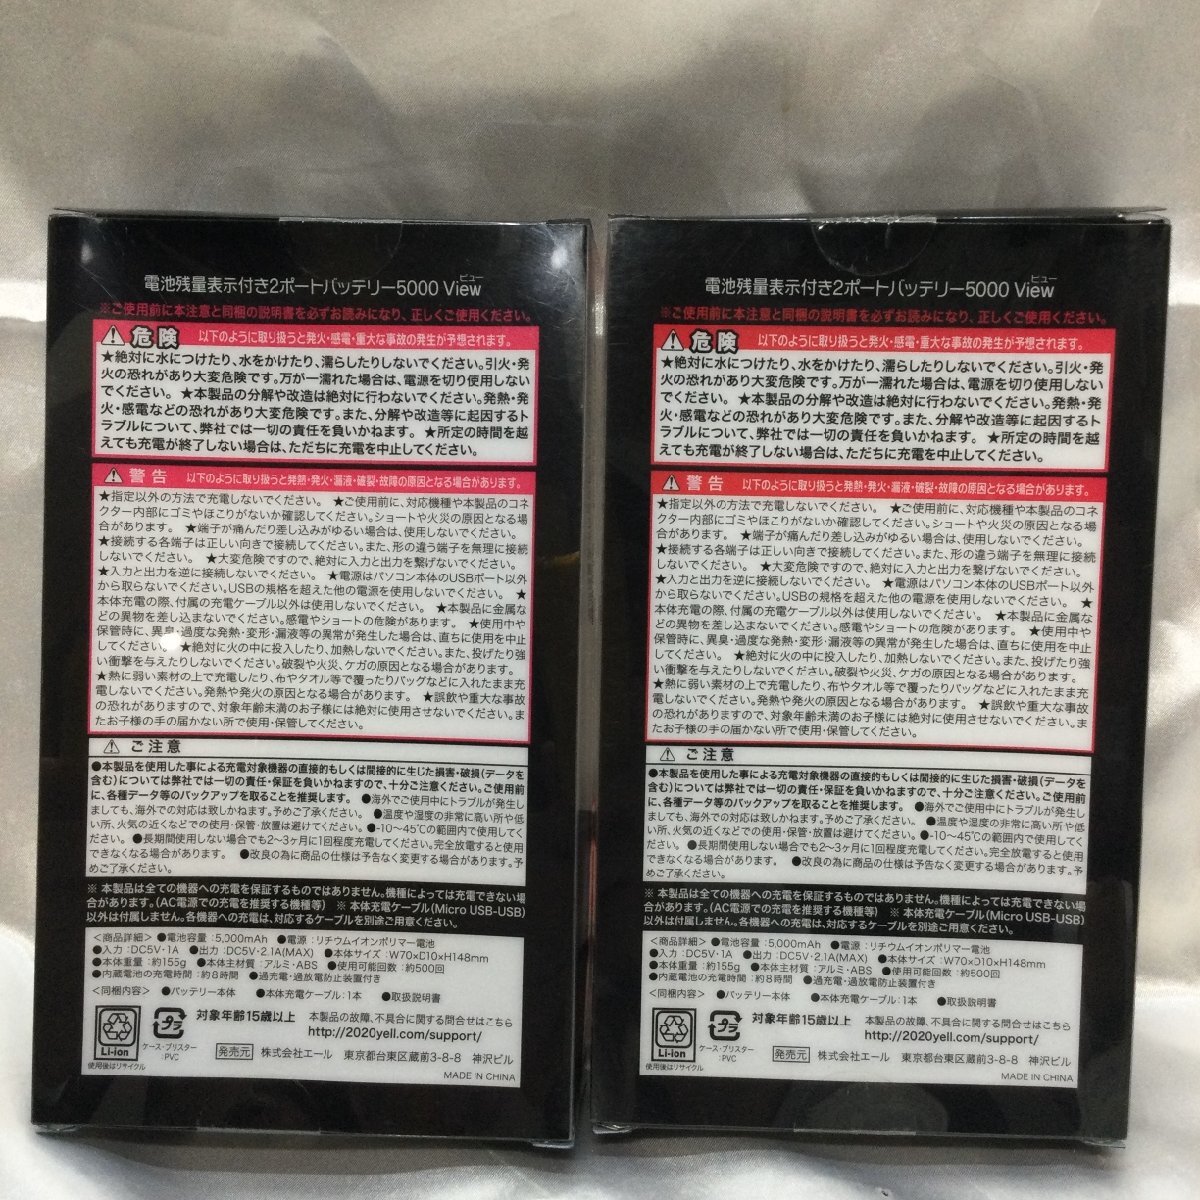 ビュー
電池残量表示付き2ポートバッテリー5000 View
※ご使用前に本注意と同梱の説明書を必ずお読みになり、正しくご使用ください。
危険 以下のように取り扱うと発火・感電・重大な事故の発生が予想されます。
★絶対に水につけたり、水をかけたり、濡らしたりしないでください。引火・発
火の恐れがあり大変危険です。万が一濡れた場合は、電源を切り使用しない
でください。 ★本製品の分解や改造は絶対に行わないでください。発熱・発
火・感電などの恐れがあり大変危険です。また、分解や改造等に起因するト
ラブルについて、弊社では一切の責任を負いかねます。 ★所定の時間を越
えても充電が終了しない場合は、ただちに充電を中止してください。
警告 以下のように取り扱うと発熱・発火・漏液・破裂・故障の原因となる場合があります。
★指定以外の方法で充電しないでください。 ★ご使用前に、対応機種や本製品のコネ
クター内部にゴミやほこりがないか確認してください。ショートや火災の原因となる場
合があります。 ★端子が痛んだり差し込みがゆるい場合は、使用しないでください。
★接続する各端子は正しい向きで接続してください。また、形の違う端子を無理に接続
しないでください。 ★大変危険ですので、絶対に入力と出力を繋げないでください。
★入力と出力を逆に接続しないでください。 ★電源はパソコン本体のUSBポート以外
から取らないでください。USBの規格を超えた他の電源を使用しないでください。 ★
本体充電の際、付属の充電ケーブル以外は使用しないでください。 ★本製品に金属な
どの異物を差し込まないでください。感電やショートの危険があります。 ★使用中や
保管時に、異臭・過度な発熱・変形・漏液等の異常が発生した場合は、直ちに使用を中止
してください。 ★絶対に火の中に投入したり、加熱しないでください。また、投げたり強
い衝撃を与えたりしないでください。破裂や火災、ケガの原因となる場合があります。
★熱に弱い素材の上で充電したり、布やタオル等で覆ったりバッグなどに入れたまま充
電しないでください。発熱や発火の原因となる場合があります。 ★誤飲や重大な事故
の恐れがありますので、対象年齢未満のお子様には絶対に使用させないでください。ま
たお子様の手の届かない所で使用・保管してください。
ご注意
●本製品を使用した事による充電対象機器の直接的もしくは間接的に生じた損害・破損(データを
含む)については弊社では一切の責任・保証を負いかねますので、十分ご注意ください。ご使用前
に、各種データ等のバックアップを取ることを推奨します。 ●海外でご使用中にトラブルが発生し
ましても、海外での対応は致しかねます。予めご了承ください。 ●温度や湿度の非常に高い所や低
い所、火気の近くなどでの使用・保管・放置は避けてください。 ●-10～45℃の範囲内で使用してく
ださい。 ●長期間使用しない場合でも2～3ヶ月に1回程度充電してください。完全放電すると使用
できなくなる場合があります。 ●改良の為に商品の仕様は予告なく変更する場合があります。予
めご了承ください。
※ 本製品は全ての機器への充電を保証するものではありません。機種によっては充電できない場
合があります。(AC電源での充電を推奨する機種等) ※ 本体充電ケーブル(Micro USB-USB)
以外は付属しません。各機器への充電は、対応するケーブルを別途ご用意ください。
<商品詳細> ●電池容量：5,000mAh ●電源：リチウムイオンポリマー電池
●入力：DC5V・1A ●出力：DC5V・2.1A(MAX) ●本体サイズ：W70×D10×H148mm
●本体重量：約155g ●本体主材質：アルミ・ABS ●使用可能回数：約500回
●内蔵電池の充電時間：約8時間 ●過充電・過放電防止装置付き
<同梱内容> ●バッテリー本体 ●本体充電ケーブル：1本 ●取扱説明書
Li-ion
使用後はリサイクル
プラ
ケース・ブリスター
:PVC
対象年齢15歳以上
本製品の故障、不具合に関する問合せはこちら
http://2020yell.com/support/
発売元 株式会社エール 東京都台東区蔵前3-8-8 神沢ビル
MADE IN CHINA
ビュー
電池残量表示付き2ポートバッテリー5000 View
※ご使用前に本注意と同梱の説明書を必ずお読みになり、正しくご使用ください。
危険 以下のように取り扱うと発火・感電・重大な事故の発生が予想されます。
★絶対に水につけたり、水をかけたり、濡らしたりしないでください。引火・発
火の恐れがあり大変危険です。万が一濡れた場合は、電源を切り使用しない
でください。 ★本製品の分解や改造は絶対に行わないでください。発熱・発
火・感電などの恐れがあり大変危険です。また、分解や改造等に起因するト
ラブルについて、弊社では一切の責任を負いかねます。 ★所定の時間を越
えても充電が終了しない場合は、ただちに充電を中止してください。
警告 以下のように取り扱うと発熱・発火・漏液・破裂・故障の原因となる場合があります。
★指定以外の方法で充電しないでください。 ★ご使用前に、対応機種や本製品のコネ
クター内部にゴミやほこりがないか確認してください。ショートや火災の原因となる場
合があります。 ★端子が痛んだり差し込みがゆるい場合は、使用しないでください。
★接続する各端子は正しい向きで接続してください。また、形の違う端子を無理に接続
しないでください。 ★大変危険ですので、絶対に入力と出力を繋げないでください。
★入力と出力を逆に接続しないでください。 ★電源はパソコン本体のUSBポート以外
から取らないでください。USBの規格を超えた他の電源を使用しないでください。 ★
本体充電の際、付属の充電ケーブル以外は使用しないでください。 ★本製品に金属な
どの異物を差し込まないでください。感電やショートの危険があります。 ★使用中や
保管時に、異臭・過度な発熱・変形・漏液等の異常が発生した場合は、直ちに使用を中止
してください。 ★絶対に火の中に投入したり、加熱しないでください。また、投げたり強
い衝撃を与えたりしないでください。破裂や火災、ケガの原因となる場合があります。
★熱に弱い素材の上で充電したり、布やタオル等で覆ったりバッグなどに入れたまま充
電しないでください。発熱や発火の原因となる場合があります。 ★誤飲や重大な事故
の恐れがありますので、対象年齢未満のお子様には絶対に使用させないでください。ま
たお子様の手の届かない所で使用・保管してください。
ご注意
●本製品を使用した事による充電対象機器の直接的もしくは間接的に生じた損害・破損(データを
含む)については弊社では一切の責任・保証を負いかねますので、十分ご注意ください。ご使用前
に、各種データ等のバックアップを取ることを推奨します。 ●海外でご使用中にトラブルが発生し
ましても、海外での対応は致しかねます。予めご了承ください。 ●温度や湿度の非常に高い所や低
い所、火気の近くなどでの使用・保管・放置は避けてください。 ●-10～45℃の範囲内で使用してく
ださい。 ●長期間使用しない場合でも2～3ヶ月に1回程度充電してください。完全放電すると使用
できなくなる場合があります。 ●改良の為に商品の仕様は予告なく変更する場合があります。予
めご了承ください。
※ 本製品は全ての機器への充電を保証するものではありません。機種によっては充電できない場
合があります。(AC電源での充電を推奨する機種等) ※ 本体充電ケーブル(Micro USB-USB)
以外は付属しません。各機器への充電は、対応するケーブルを別途ご用意ください。
<商品詳細> ●電池容量：5,000mAh ●電源：リチウムイオンポリマー電池
●入力：DC5V・1A ●出力：DC5V・2.1A(MAX) ●本体サイズ：W70×D10×H148mm
●本体重量：約155g ●本体主材質：アルミ・ABS ●使用可能回数：約500回
●内蔵電池の充電時間：約8時間 ●過充電・過放電防止装置付き
<同梱内容> ●バッテリー本体 ●本体充電ケーブル：1本 ●取扱説明書
Li-ion
使用後はリサイクル
プラ
ケース・ブリスター
:PVC
対象年齢15歳以上
本製品の故障、不具合に関する問合せはこちら
http://2020yell.com/support/
発売元 株式会社エール 東京都台東区蔵前3-8-8 神沢ビル
MADE IN CHINA